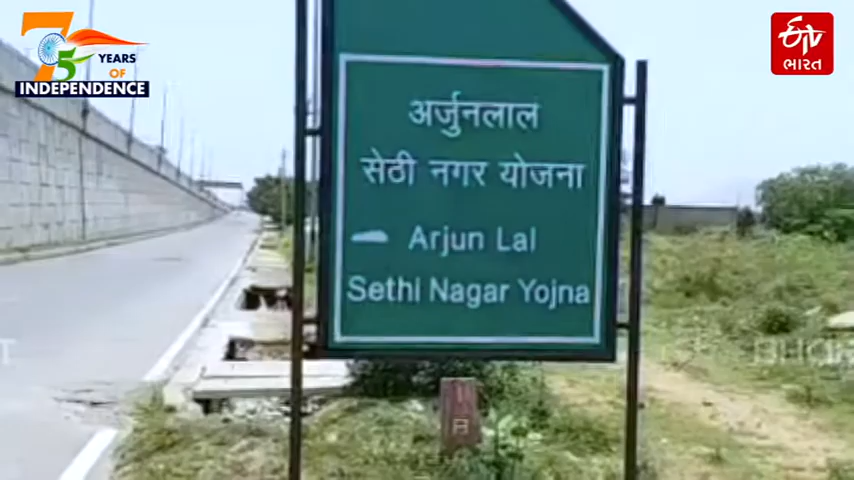 75 YEARS
OF
INDEPENDENCE
ETV
ભારત
अर्जुनलाल
सेठी नगर योजना
Arjun Lal
Sethi Nagar Yojna